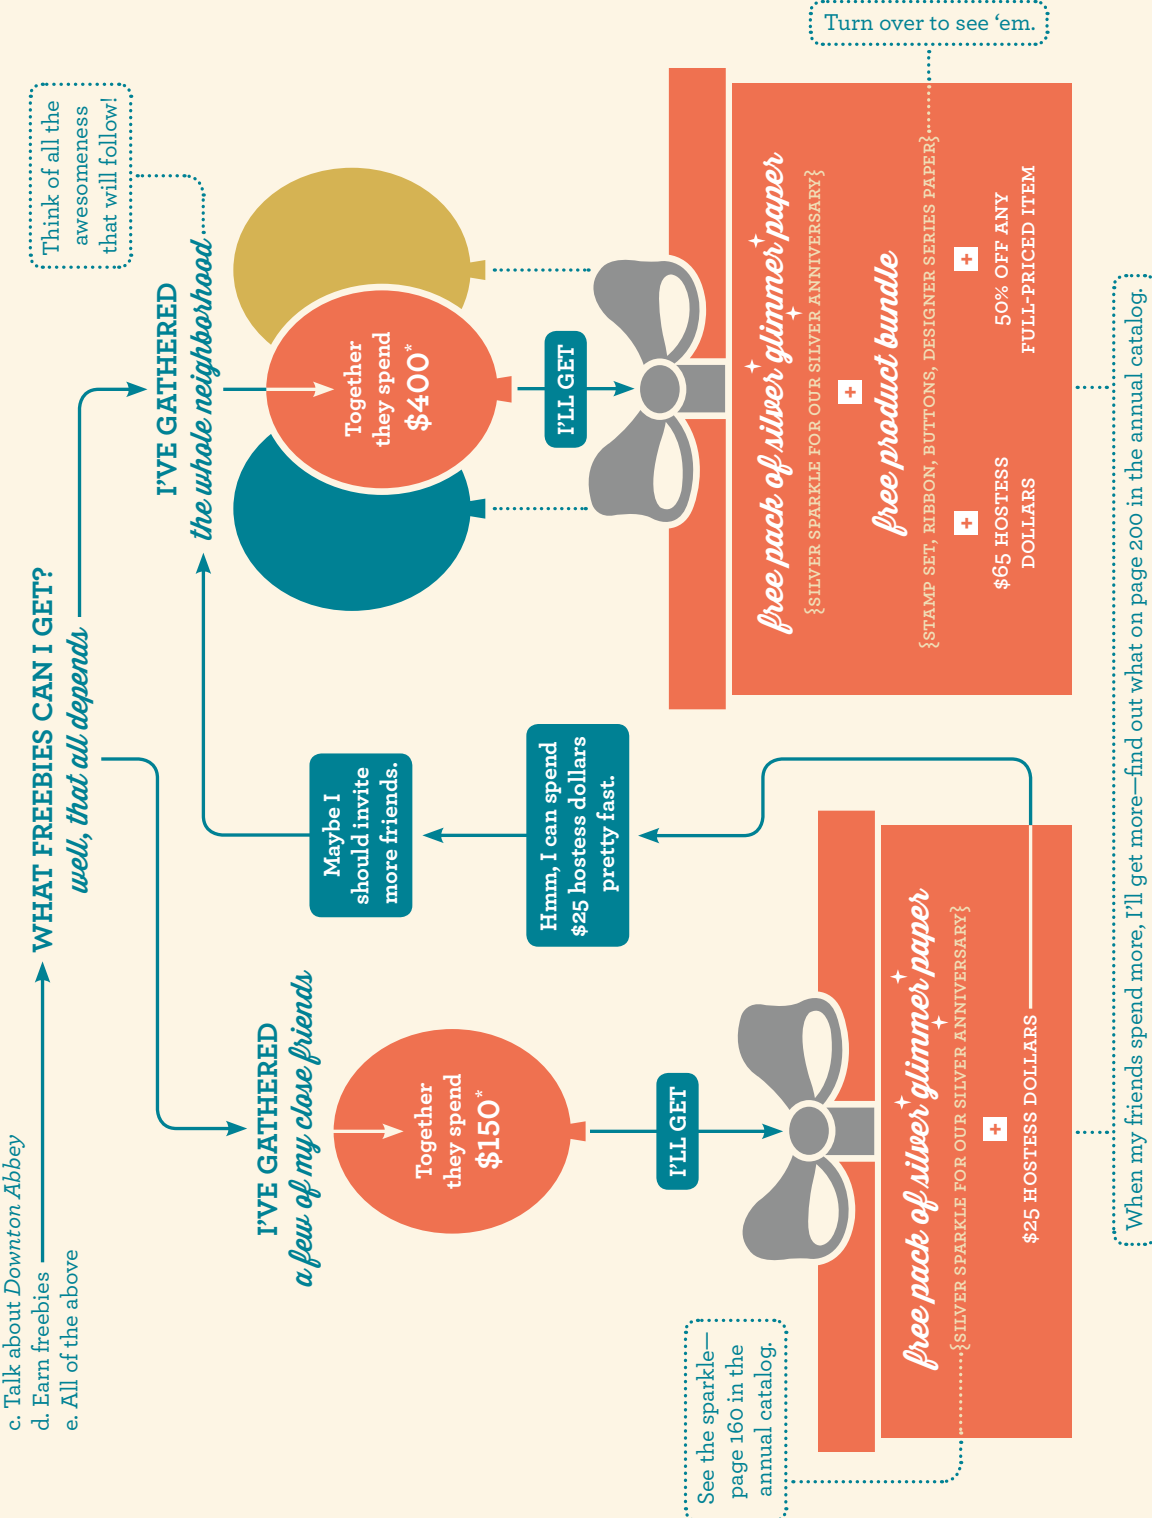 c. Talk about Downton Abbey
d. Earn freebies
e. All of the above
WHAT FREEBIES CAN I GET?
well, that all depends
I'VE GATHERED
a few of my close friends
Together
they spend
$150*
I'LL GET
free pack of silver glimmer paper
{SILVER SPARKLE FOR OUR SILVER ANNIVERSARY}
+
$25 HOSTESS DOLLARS
See the sparkle—
page 160 in the
annual catalog.
Hmm, I can spend
$25 hostess dollars
pretty fast.
Maybe I
should invite
more friends.
I'VE GATHERED
the whole neighborhood
Think of all the
awesomeness
that will follow!
Together
they spend
$400*
I'LL GET
free pack of silver glimmer paper
{SILVER SPARKLE FOR OUR SILVER ANNIVERSARY}
+
free product bundle
{STAMP SET, RIBBON, BUTTONS, DESIGNER SERIES PAPER}
Turn over to see ‘em.
+
$65 HOSTESS
DOLLARS
+
50% OFF ANY
FULL-PRICED ITEM
When my friends spend more, I’ll get more—find out what on page 200 in the annual catalog.